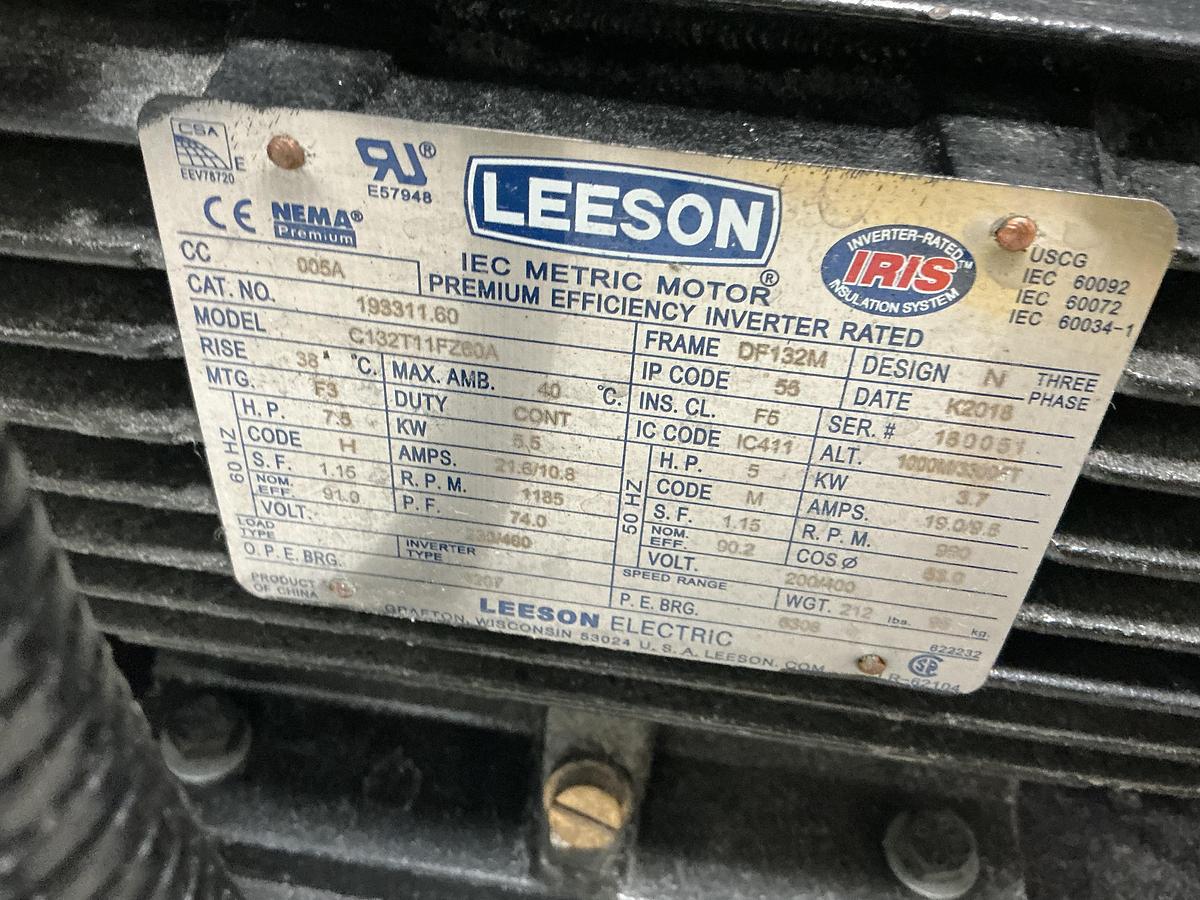 CSA
E
EEV78720
RU®
E57948
CE NEMA® Premium
LEESON®
IRIS™
INVERTER-RATED
INSULATION SYSTEM
USCG
IEC 60092
IEC 60072
IEC 60034-1
IEC METRIC MOTOR
PREMIUM EFFICIENCY INVERTER RATED
CC 005A
CAT. NO. 193311.60
MODEL C132T11FZ60A
FRAME DF132M DESIGN N THREE PHASE
RISE 38 °C. MAX. AMB. 40 °C. IP CODE 55 DATE K2018
MTG. F3 DUTY CONT INS. CL. F6 SER. #
IC CODE IC411 ALT.
60 HZ
H.P. 7.5 KW 5.5
CODE H AMPS. 21.6/10.8
S.F. 1.15 R.P.M. 1185
NOM. EFF. 91.0 P.F. 74.0
VOLT. 230/460
50 HZ
H.P. 5 KW 3.7
CODE M AMPS.
S.F. 1.15 R.P.M.
NOM. EFF. 90.2 COS Ø
VOLT. 200/400
LOAD TYPE INVERTER TYPE SPEED RANGE WGT. 212 lbs. kg.
O.P.E. BRG. P.E. BRG.
PRODUCT OF CHINA
LEESON ELECTRIC
GRAFTON, WISCONSIN 53024 U. S. A. LEESON. COM
622232
R-62104